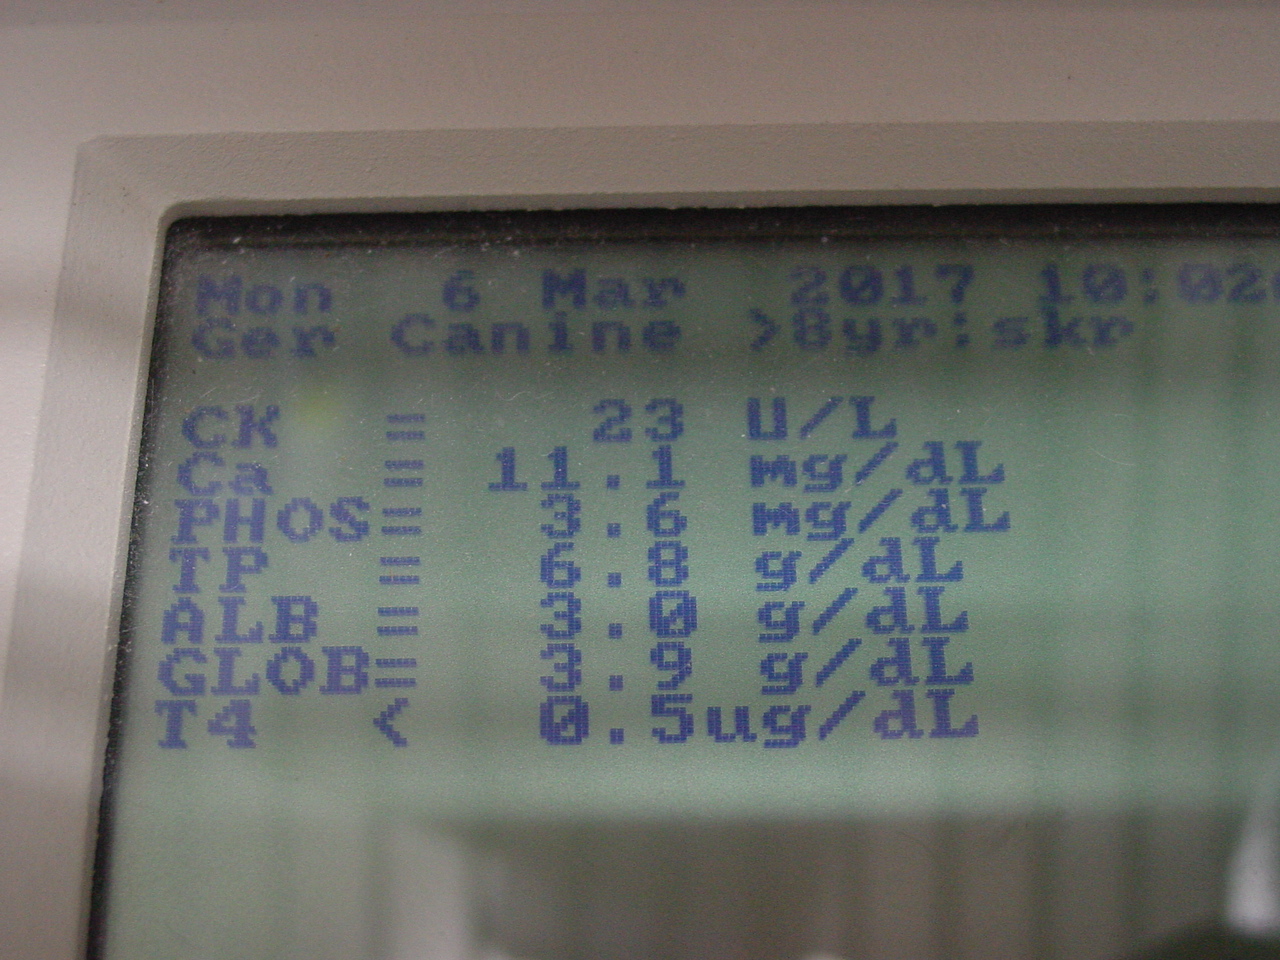 Mon 6 Mar 2017 10:02
Ger Canine >8yr:skr
CK = 23 U/L
Ca = 11.1 mg/dL
PHOS= 3.6 mg/dL
TP = 6.8 g/dL
ALB = 3.0 g/dL
GLOB= 3.9 g/dL
T4 < 0.5ug/dL